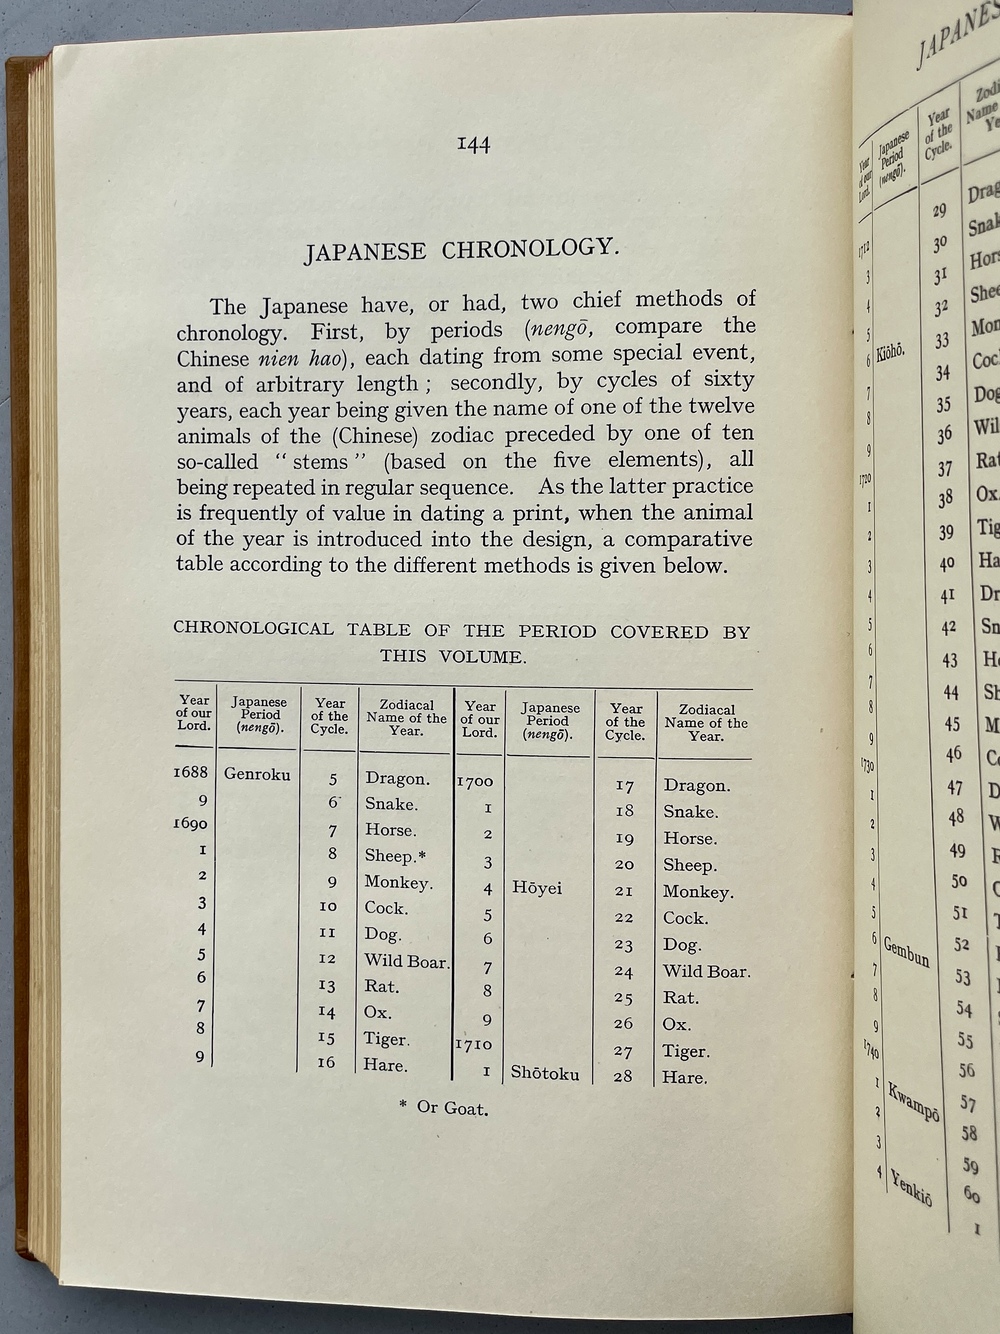 144
JAPANESE CHRONOLOGY.
The Japanese have, or had, two chief methods of
chronology. First, by periods (nengō, compare the
Chinese nien hao), each dating from some special event,
and of arbitrary length ; secondly, by cycles of sixty
years, each year being given the name of one of the twelve
animals of the (Chinese) zodiac preceded by one of ten
so-called “ stems ” (based on the five elements), all
being repeated in regular sequence. As the latter practice
is frequently of value in dating a print, when the animal
of the year is introduced into the design, a comparative
table according to the different methods is given below.
CHRONOLOGICAL TABLE OF THE PERIOD COVERED BY
THIS VOLUME.
Year of our Lord. Japanese Period (nengō). Year of the Cycle. Zodiacal Name of the Year. Year of our Lord. Japanese Period (nengō). Year of the Cycle. Zodiacal Name of the Year.
1688 Genroku 5 Dragon. 1700 17 Dragon.
9 6 Snake. 1 18 Snake.
1690 7 Horse. 2 19 Horse.
1 8 Sheep.* 3 20 Sheep.
2 9 Monkey. 4 Hōyei 21 Monkey.
3 10 Cock. 5 22 Cock.
4 11 Dog. 6 23 Dog.
5 12 Wild Boar. 7 24 Wild Boar.
6 13 Rat. 8 25 Rat.
7 14 Ox. 9 26 Ox.
8 15 Tiger. 1710 27 Tiger.
9 16 Hare. 1 Shōtoku 28 Hare.
* Or Goat.
Year of our Lord. Japanese Period (nengō). Year of the Cycle.
1712 29
3 30
4 31
5 32
6 Kiōhō. 33
7 34
8 35
9 36
1720 37
1 38
2 39
3 40
4 41
5 42
6 43
7 44
8 45
9 46
1730 47
1 48
2 49
3 50
4 51
5 52
6 Gembun 53
7 54
8 55
9 56
1740 57
1 Kwampō 58
2 59
3 60
4 Yenkiō 1